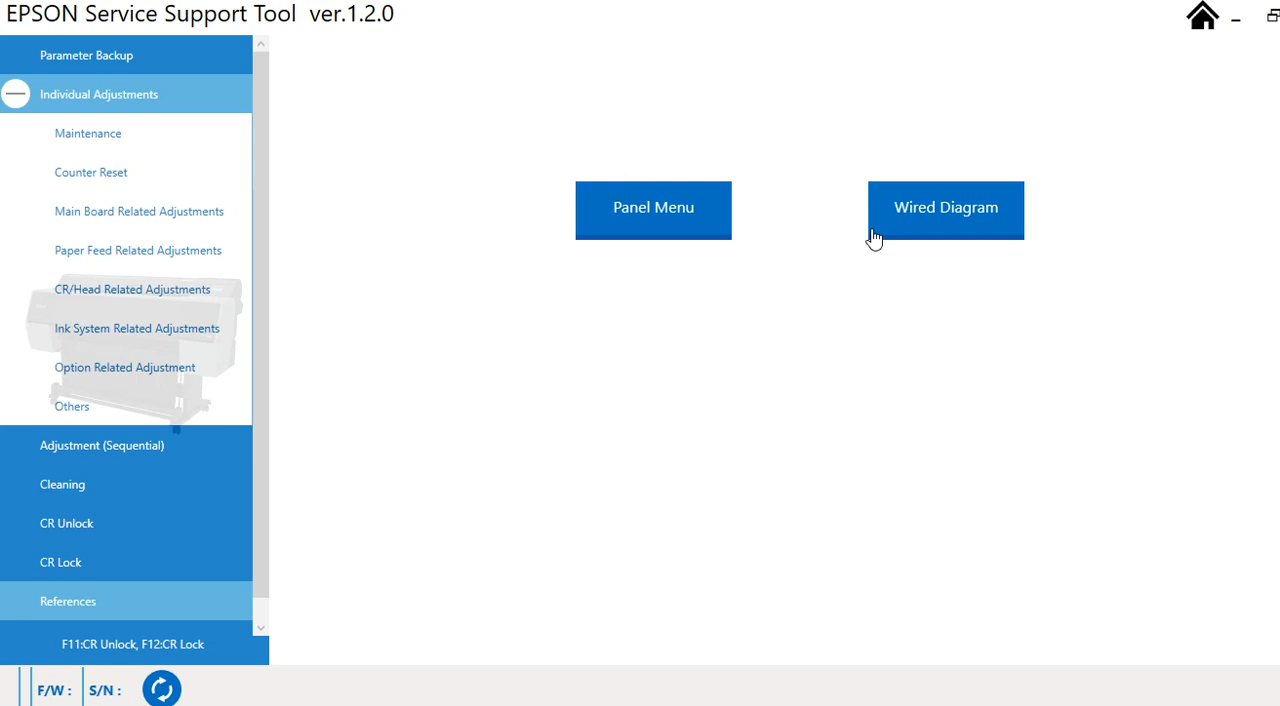 EPSON Service Support Tool ver.1.2.0
Parameter Backup
Individual Adjustments
Maintenance
Counter Reset
Main Board Related Adjustments
Paper Feed Related Adjustments
CR/Head Related Adjustments
Ink System Related Adjustments
Option Related Adjustment
Others
Adjustment (Sequential)
Cleaning
CR Unlock
CR Lock
References
F11:CR Unlock, F12:CR Lock
Panel Menu
Wired Diagram
F/W :
S/N :